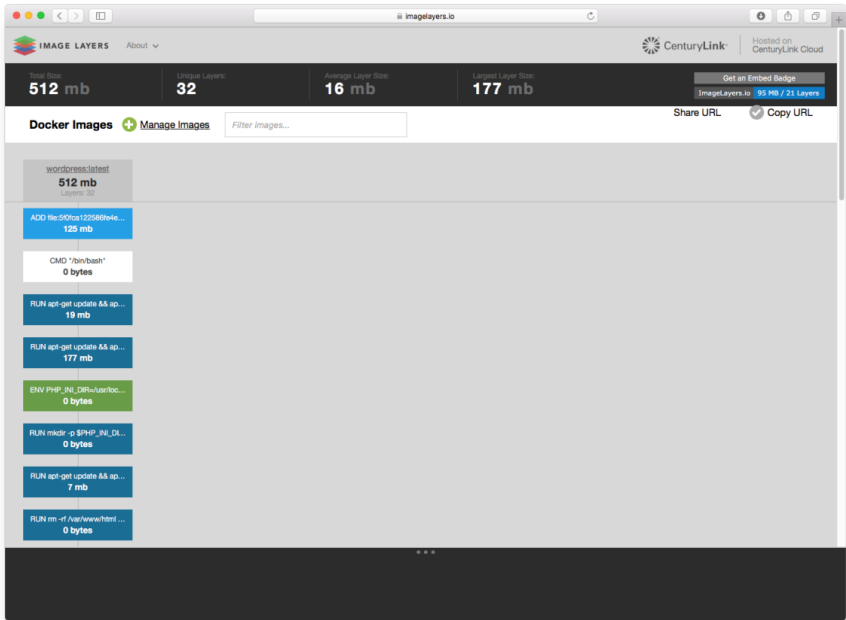 imagelayers.io
IMAGE LAYERS About
CenturyLink Hosted on
CenturyLink Cloud
Total Size: Unique Layers: Average Layer Size: Largest Layer Size:
512 mb 32 16 mb 177 mb
Get an Embed Badge
ImageLayers.io 95 MB / 21 Layers
Docker Images Manage Images Filter images... Share URL Copy URL
wordpress:latest
512 mb
Layers: 32
ADD file:5f0fca122586fe4e...
125 mb
CMD "/bin/bash"
0 bytes
RUN apt-get update && ap...
19 mb
RUN apt-get update && ap...
177 mb
ENV PHP_INI_DIR=/usr/loc...
0 bytes
RUN mkdir -p $PHP_INI_DI...
0 bytes
RUN apt-get update && ap...
7 mb
RUN rm -rf /var/www/html ...
0 bytes